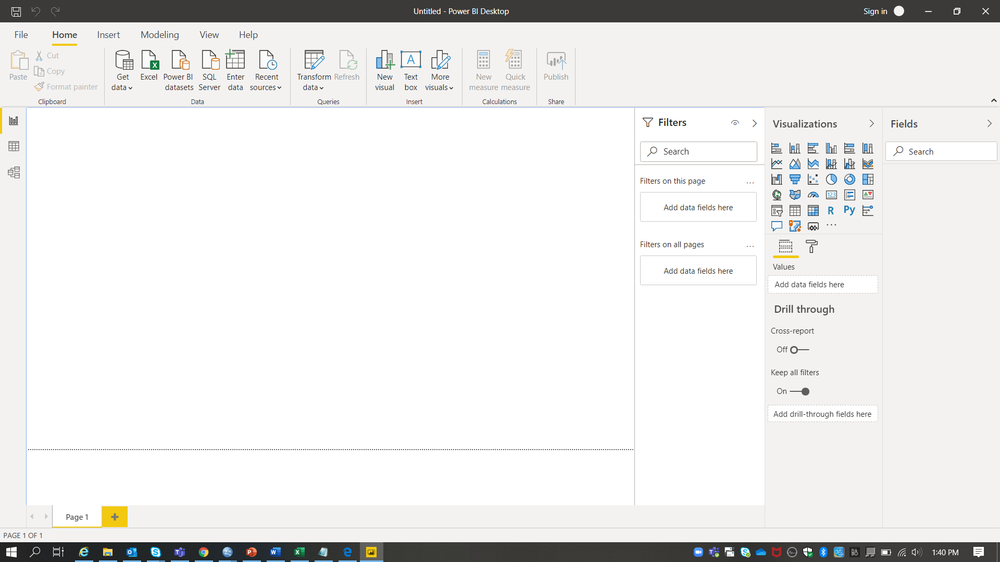 Untitled - Power BI Desktop
Sign in
File Home Insert Modeling View Help
Paste
Cut
Copy
Format painter
Clipboard
Get data
Excel
Power BI datasets
SQL Server
Enter data
Recent sources
Data
Transform data
Refresh
Queries
New visual
Text box
More visuals
Insert
New measure
Quick measure
Calculations
Publish
Share
Filters
Search
Filters on this page
Add data fields here
Filters on all pages
Add data fields here
Visualizations
123
R
Py
Values
Add data fields here
Drill through
Cross-report
Off
Keep all filters
On
Add drill-through fields here
Fields
Search
Page 1
PAGE 1 OF 1
1:40 PM